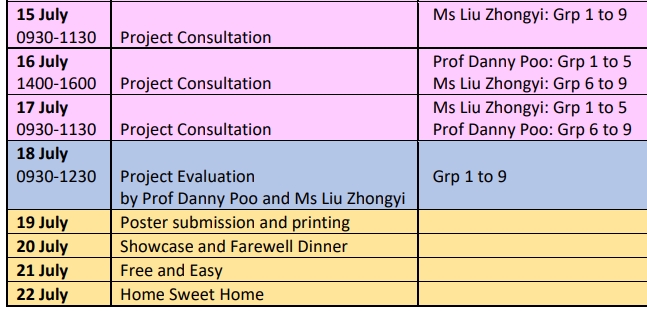 15 July
Ms Liu Zhongyi: Grp 1 to 9
0930-1130 Project Consultation
16 July
Prof Danny Poo: Grp 1 to 5
1400-1600 Project Consultation Ms Liu Zhongyi: Grp 6 to 9
17 July
Ms Liu Zhongyi: Grp 1 to 5
0930-1130 Project Consultation Prof Danny Poo: Grp 6 to 9
18 July
0930-1230 Project Evaluation Grp 1 to 9
by Prof Danny Poo and Ms Liu Zhongyi
19 July Poster submission and printing
20 July Showcase and Farewell Dinner
21 July Free and Easy
22 July Home Sweet Home